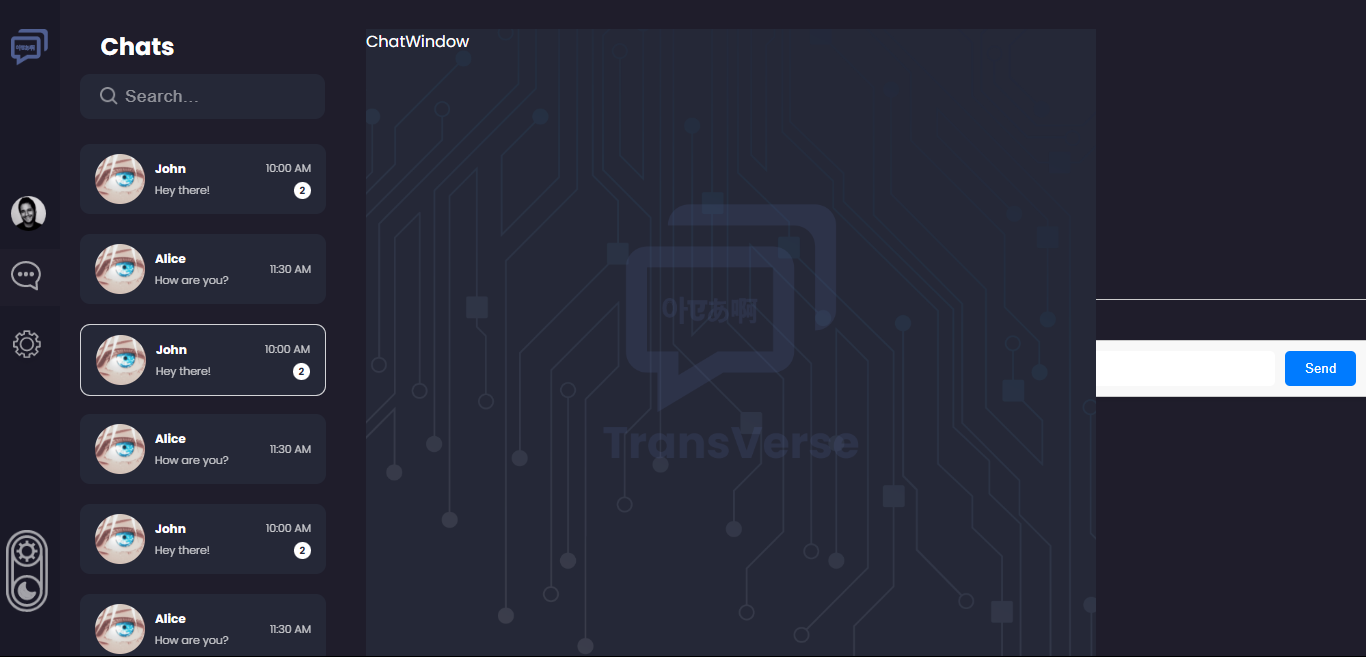 Chats
Search...
John
10:00 AM
Hey there!
2
Alice
11:30 AM
How are you?
John
10:00 AM
Hey there!
2
Alice
11:30 AM
How are you?
John
10:00 AM
Hey there!
2
Alice
11:30 AM
How are you?
ChatWindow
아せあ啊
TransVerse
Send